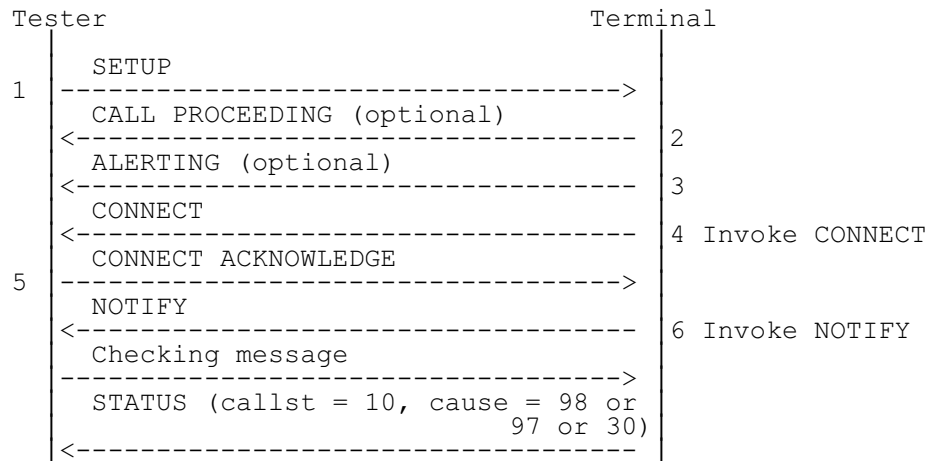 Tester Terminal
SETUP
1 |----------------------------------->
CALL PROCEEDING (optional)
<----------------------------------- 2
ALERTING (optional)
<----------------------------------- 3
CONNECT
<----------------------------------- 4 Invoke CONNECT
CONNECT ACKNOWLEDGE
5 |----------------------------------->
NOTIFY
<----------------------------------- 6 Invoke NOTIFY
Checking message
----------------------------------->
STATUS (callst = 10, cause = 98 or
97 or 30)
<-----------------------------------